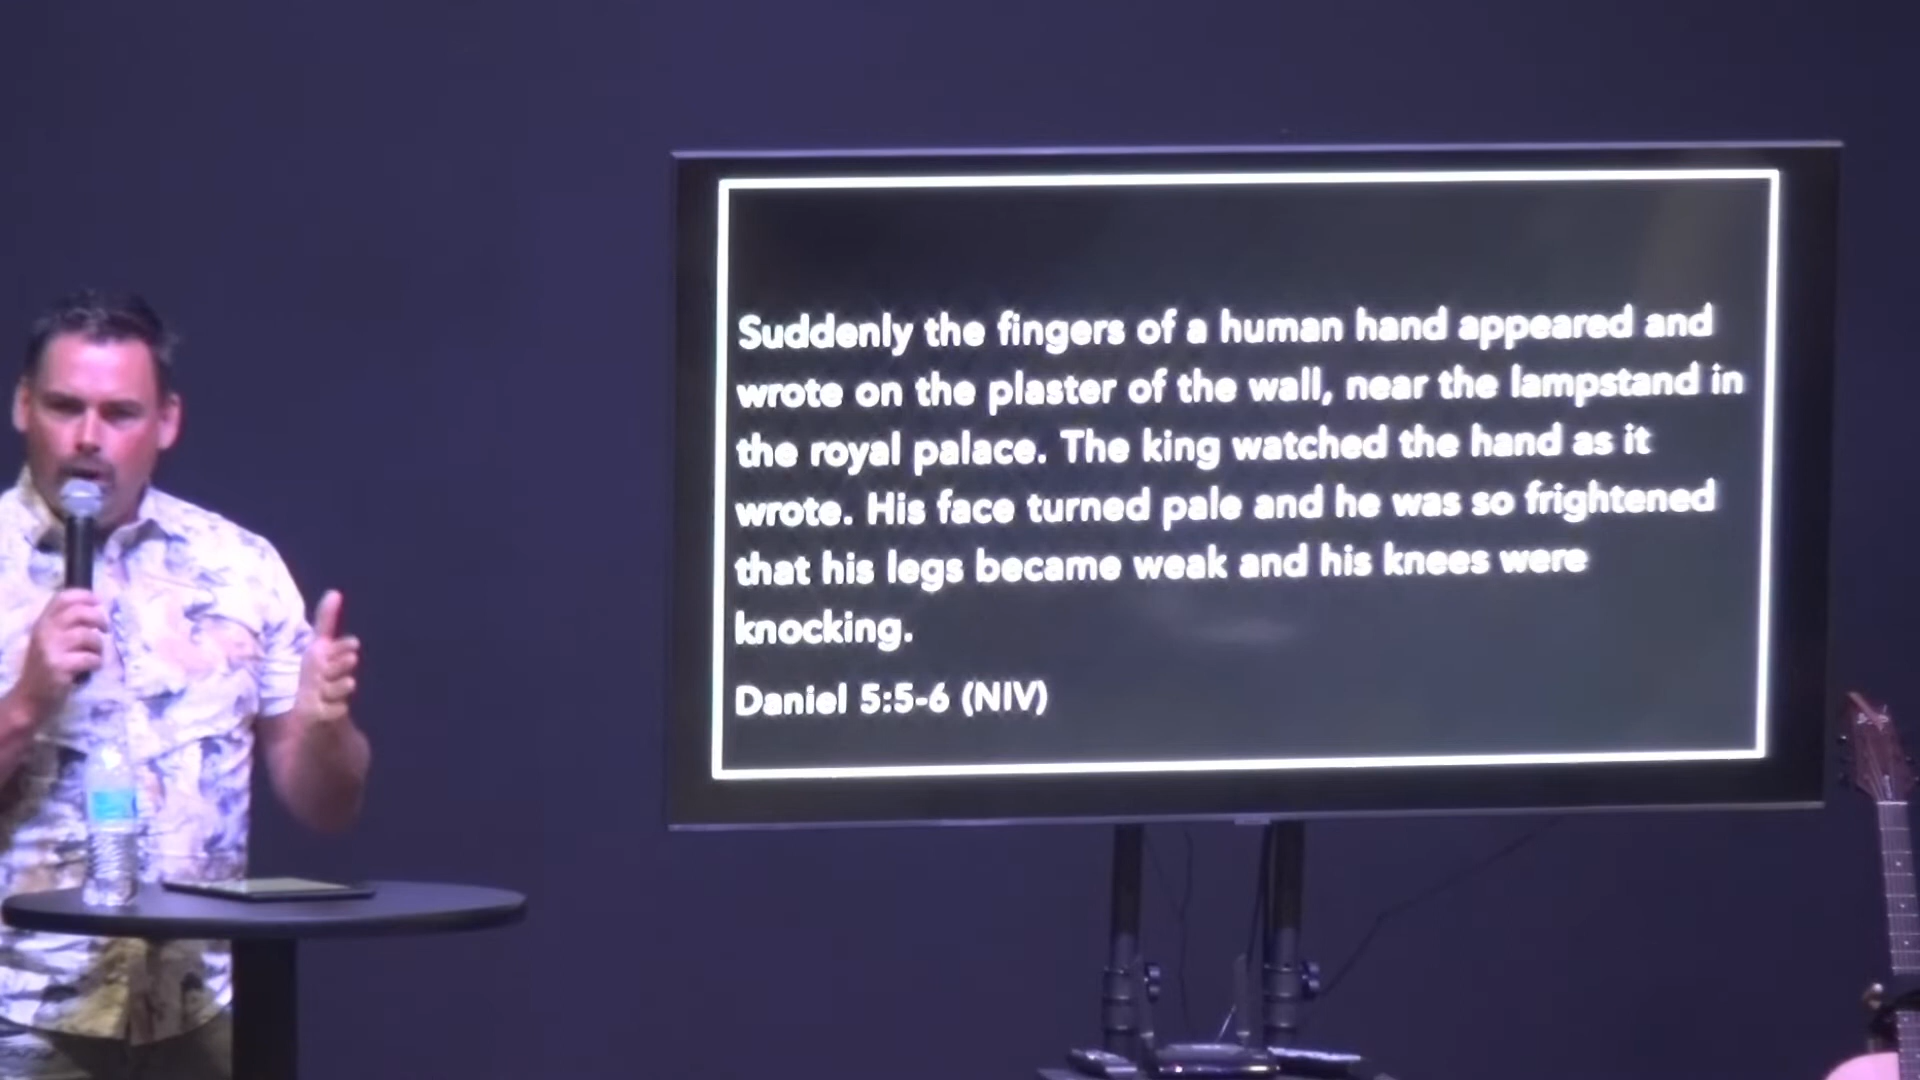 Suddenly the fingers of a human hand appeared and
wrote on the plaster of the wall, near the lampstand in
the royal palace. The king watched the hand as it
wrote. His face turned pale and he was so frightened
that his legs became weak and his knees were
knocking.
Daniel 5:5-6 (NIV)